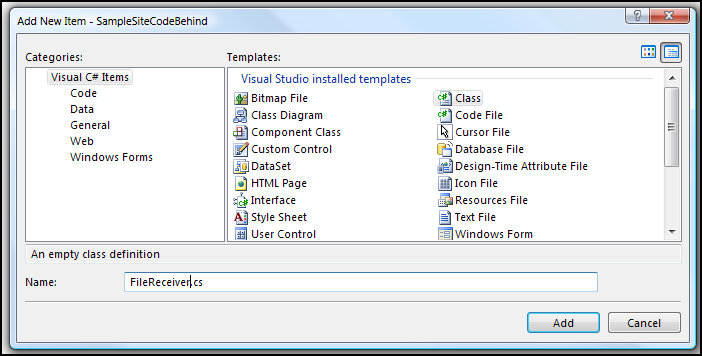 Add New Item - SampleSiteCodeBehind
Categories:
Templates:
Visual C# Items
Code
Data
General
Web
Windows Forms
Visual Studio installed templates
Bitmap File
Class
Class Diagram
Code File
Component Class
Cursor File
Custom Control
Database File
DataSet
Design-Time Attribute File
HTML Page
Icon File
Interface
Resources File
Style Sheet
Text File
User Control
Windows Form
An empty class definition
Name:
FileReceiver.cs
Add
Cancel